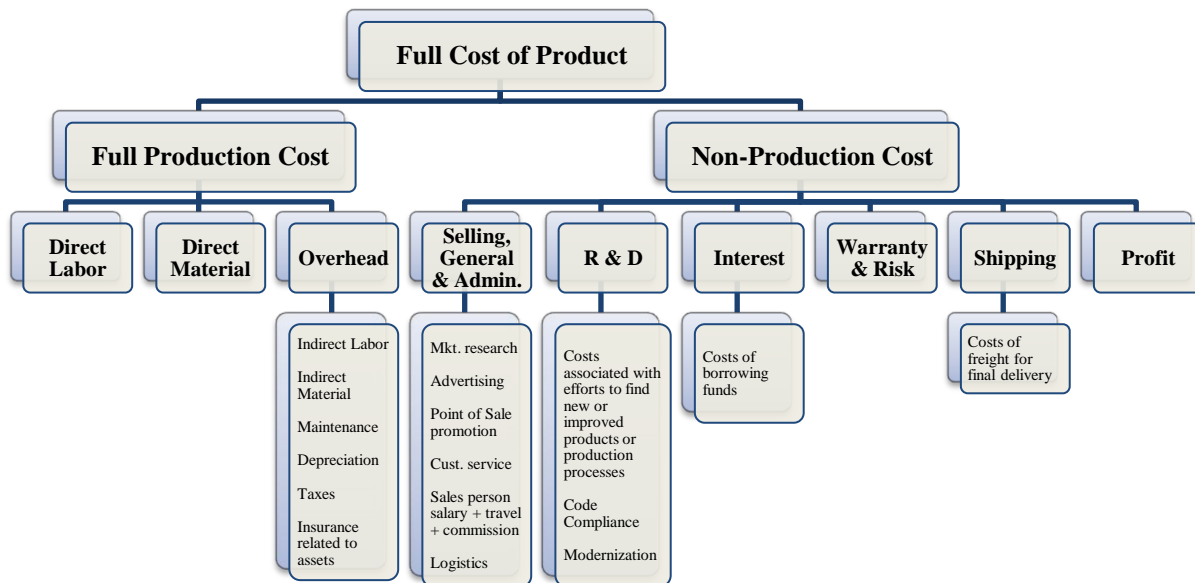 Full Cost of Product
Full Production Cost
Non-Production Cost
Direct
Labor
Direct
Material
Overhead
Selling,
General
& Admin.
R & D
Interest
Warranty
& Risk
Shipping
Profit
Indirect Labor
Indirect
Material
Maintenance
Depreciation
Taxes
Insurance
related to
assets
Mkt. research
Advertising
Point of Sale
promotion
Cust. service
Sales person
salary + travel
+ commission
Logistics
Costs
associated with
efforts to find
new or
improved
products or
production
processes
Code
Compliance
Modernization
Costs of
borrowing
funds
Costs of
freight for
final delivery